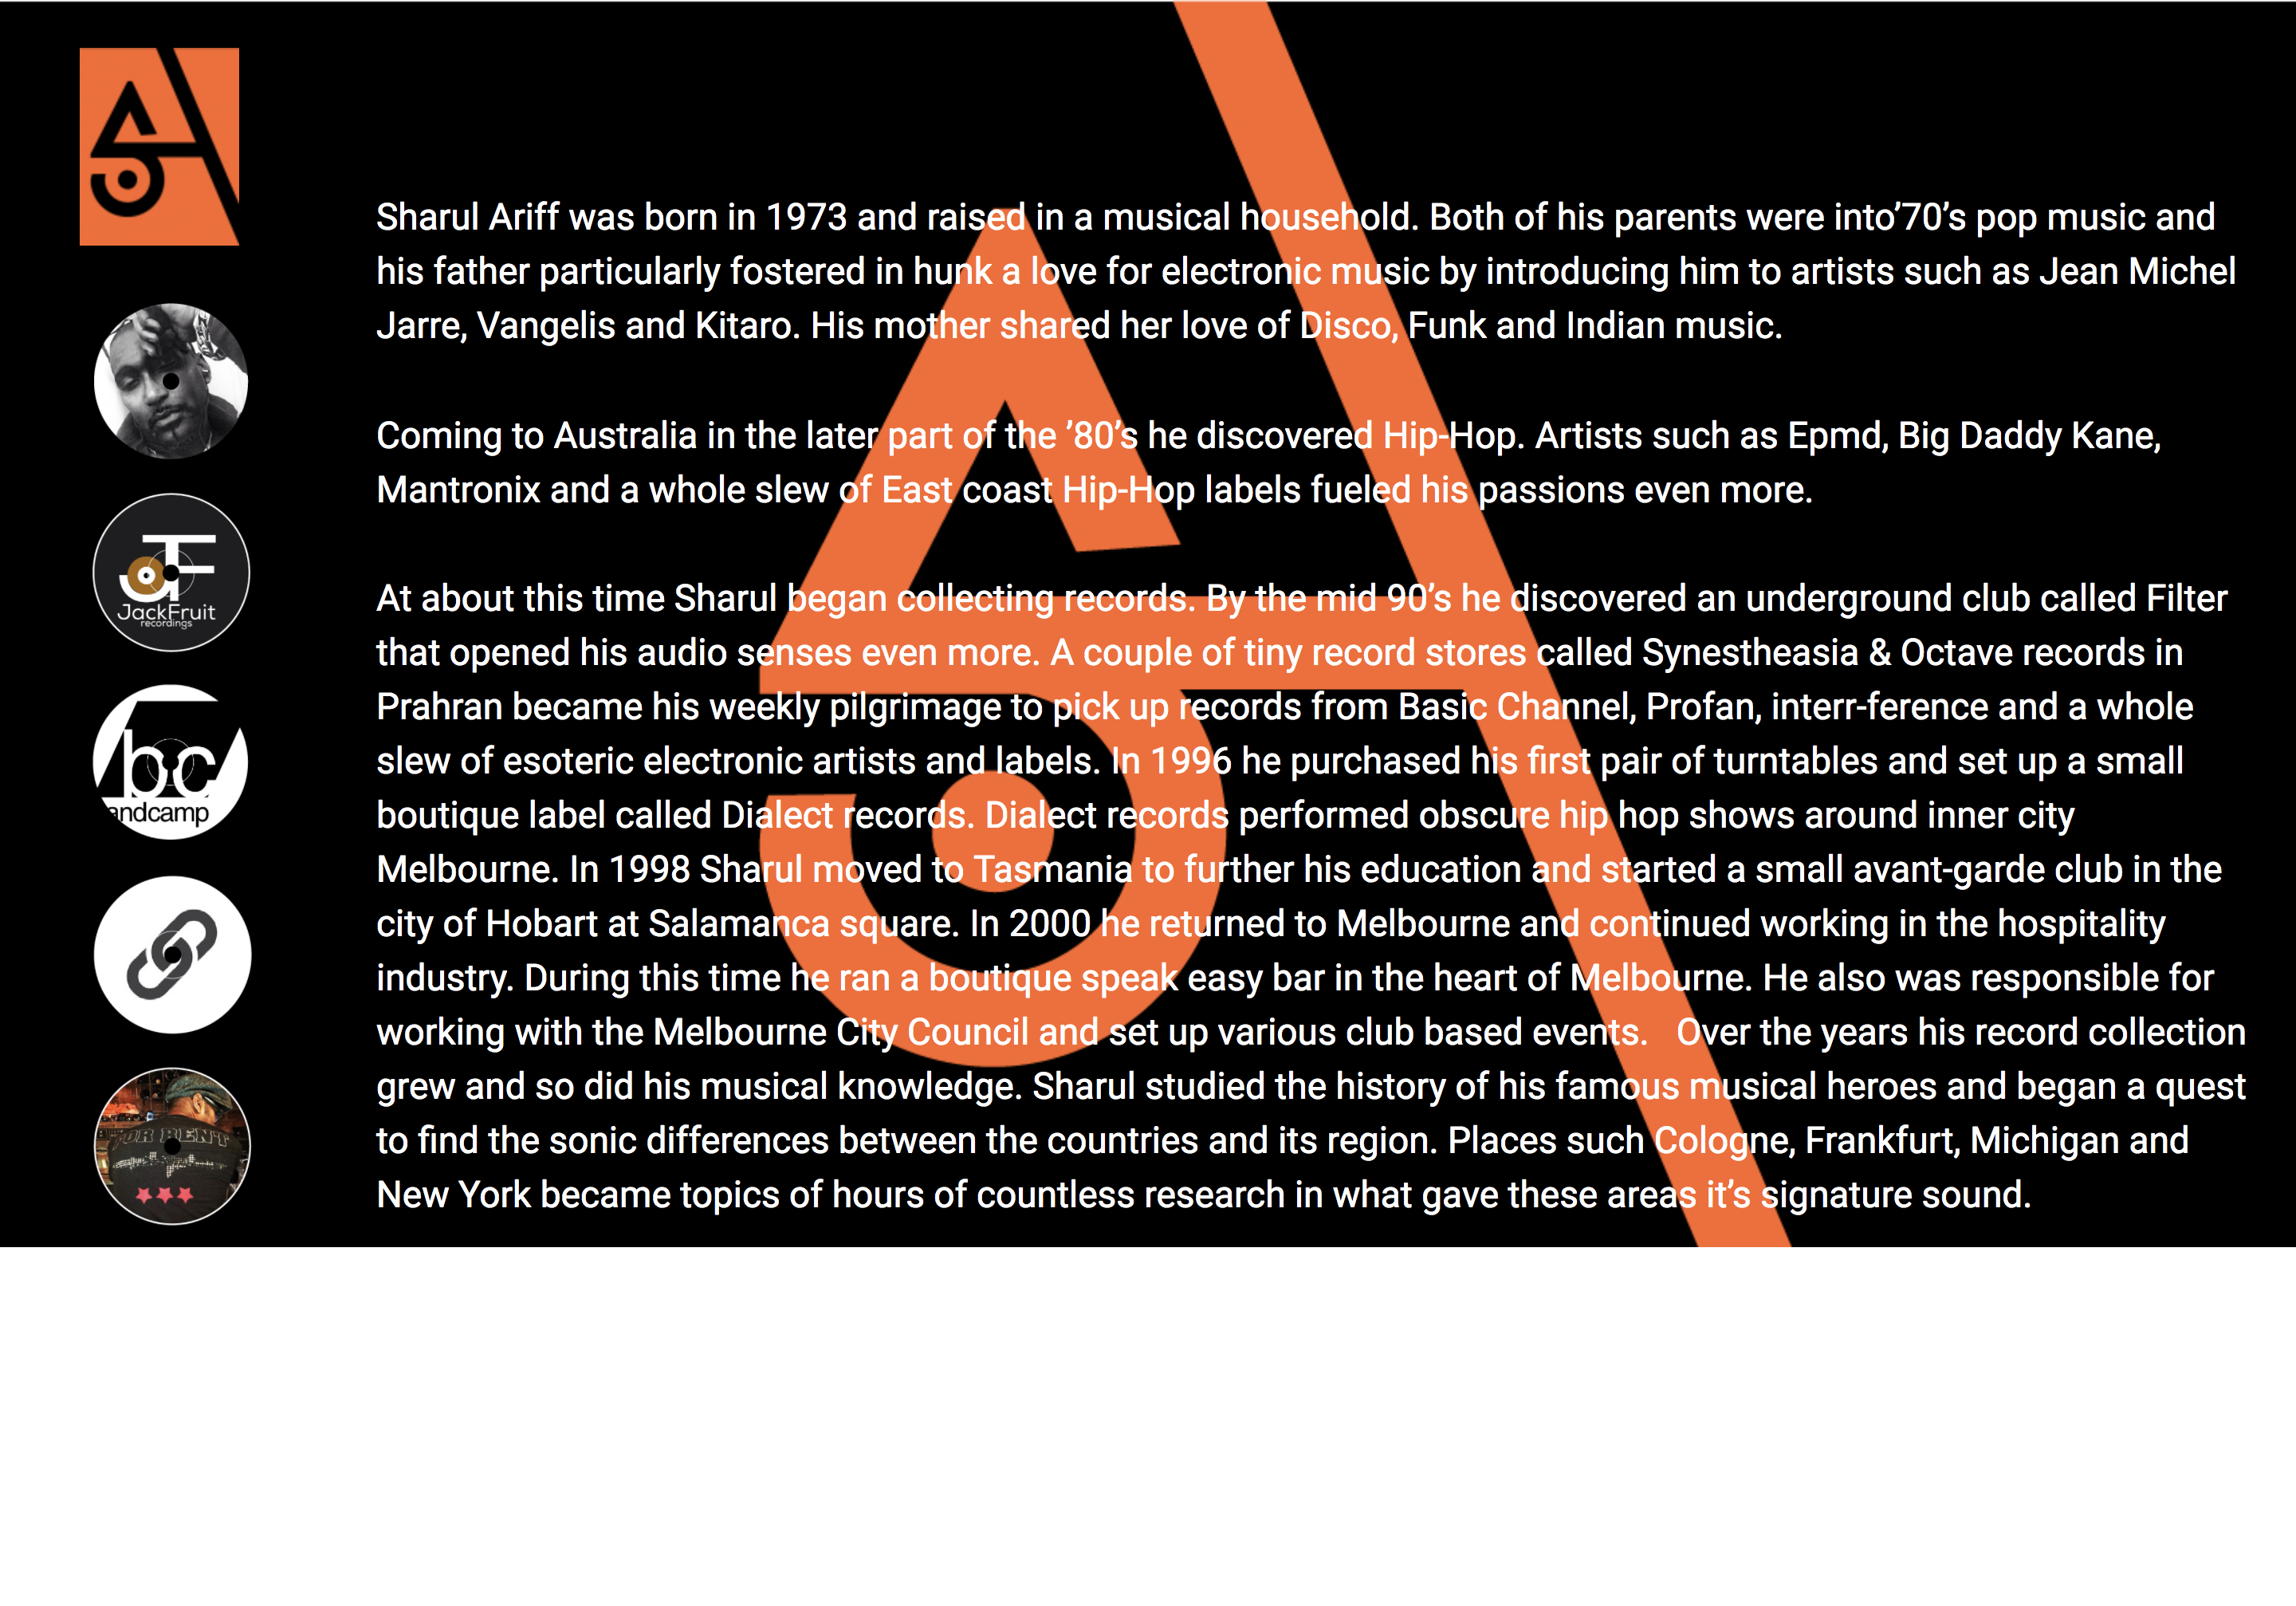 Sharul Ariff was born in 1973 and raised in a musical household. Both of his parents were into’70’s pop music and
his father particularly fostered in hunk a love for electronic music by introducing him to artists such as Jean Michel
Jarre, Vangelis and Kitaro. His mother shared her love of Disco, Funk and Indian music.
Coming to Australia in the later part of the ’80’s he discovered Hip-Hop. Artists such as Epmd, Big Daddy Kane,
Mantronix and a whole slew of East coast Hip-Hop labels fueled his passions even more.
At about this time Sharul began collecting records. By the mid 90’s he discovered an underground club called Filter
that opened his audio senses even more. A couple of tiny record stores called Synestheasia & Octave records in
Prahran became his weekly pilgrimage to pick up records from Basic Channel, Profan, interr-ference and a whole
slew of esoteric electronic artists and labels. In 1996 he purchased his first pair of turntables and set up a small
boutique label called Dialect records. Dialect records performed obscure hip hop shows around inner city
Melbourne. In 1998 Sharul moved to Tasmania to further his education and started a small avant-garde club in the
city of Hobart at Salamanca square. In 2000 he returned to Melbourne and continued working in the hospitality
industry. During this time he ran a boutique speak easy bar in the heart of Melbourne. He also was responsible for
working with the Melbourne City Council and set up various club based events.   Over the years his record collection
grew and so did his musical knowledge. Sharul studied the history of his famous musical heroes and began a quest
to find the sonic differences between the countries and its region. Places such Cologne, Frankfurt, Michigan and
New York became topics of hours of countless research in what gave these areas it’s signature sound.
JF
JackFruit
recordings
bc
andcamp
RENT